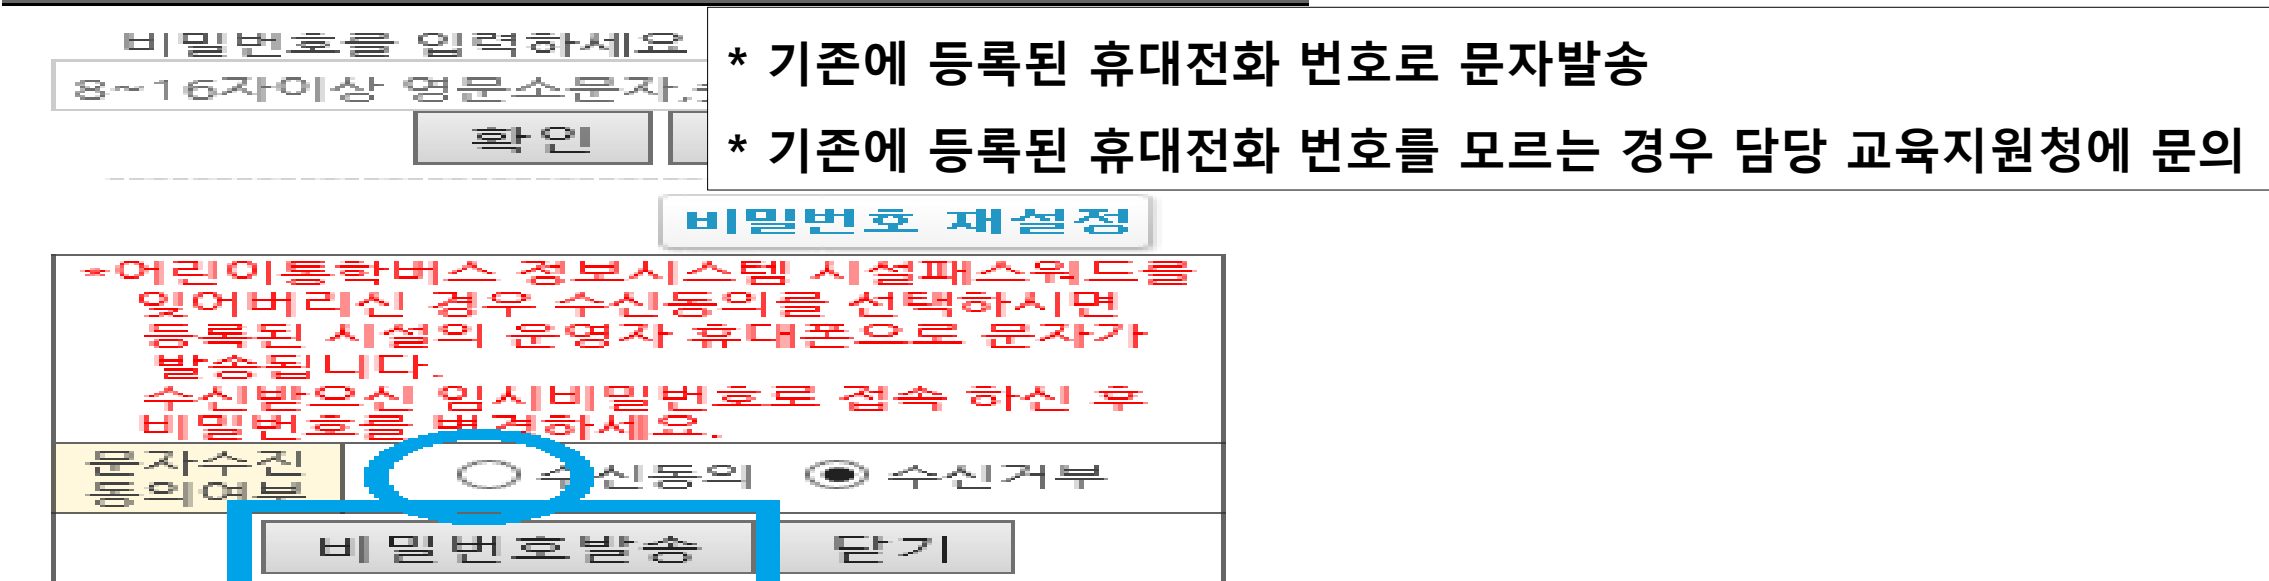 비밀번호를 입력하세요
8~16자이상 영문소문자,
확인
* 기존에 등록된 휴대전화 번호로 문자발송
* 기존에 등록된 휴대전화 번호를 모르는 경우 담당 교육지원청에 문의
비밀번호 재설정
*어린이통학버스 정보시스템 시설패스워드를
잊어버리신 경우 수신동의를 선택하시면
등록된 시설의 운영자 휴대폰으로 문자가
발송됩니다.
수신받으신 임시비밀번호로 접속 하신 후
비밀번호를 변경하세요.
문자수진
동의여부
수신동의 수신거부
비밀번호발송 닫기